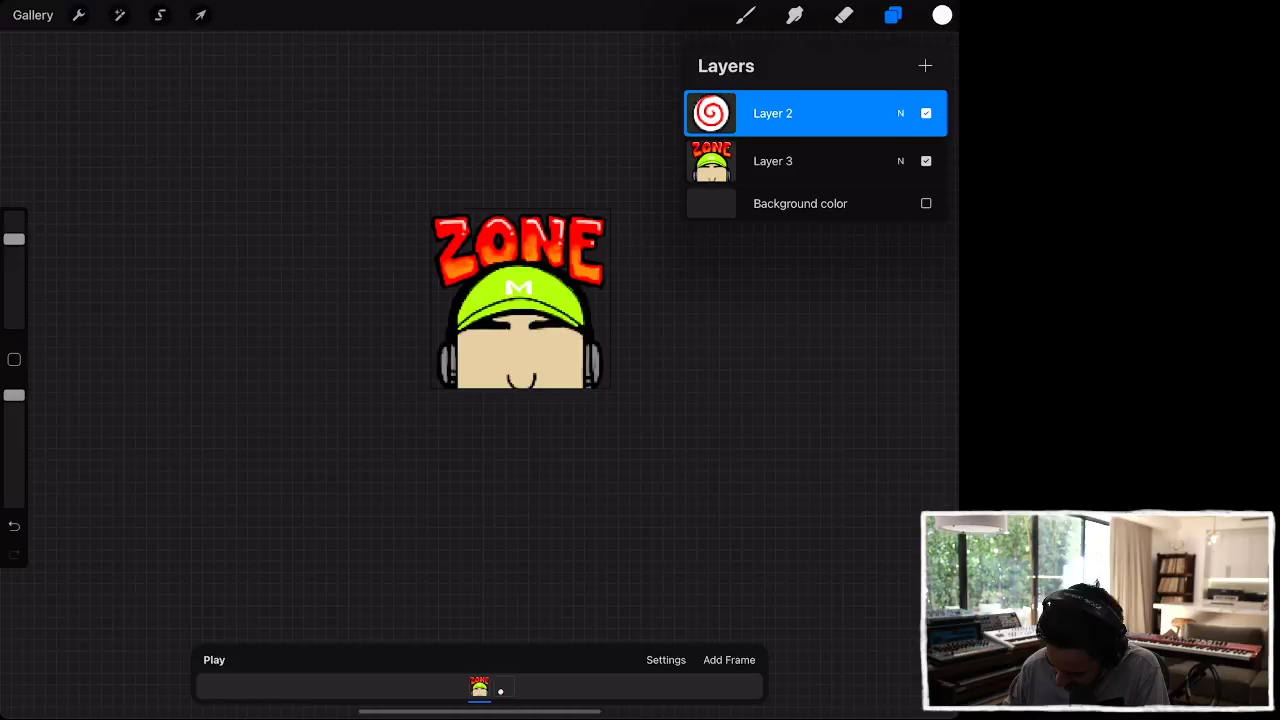 Gallery
Layers
Layer 2 N
Layer 3 N
Background color
ZONE
M
Play Settings Add Frame